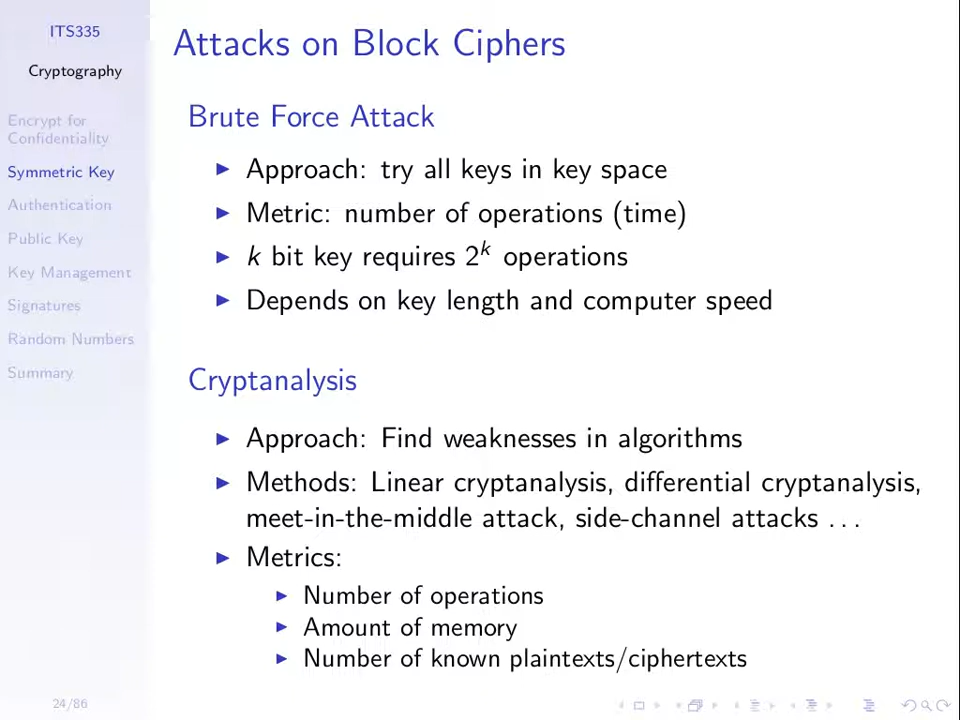 ITS335
Cryptography
Encrypt for
Confidentiality
Symmetric Key
Authentication
Public Key
Key Management
Signatures
Random Numbers
Summary
24/86
Attacks on Block Ciphers
Brute Force Attack
Approach: try all keys in key space
Metric: number of operations (time)
k bit key requires 2^k operations
Depends on key length and computer speed
Cryptanalysis
Approach: Find weaknesses in algorithms
Methods: Linear cryptanalysis, differential cryptanalysis,
meet-in-the-middle attack, side-channel attacks . . .
Metrics:
Number of operations
Amount of memory
Number of known plaintexts/ciphertexts